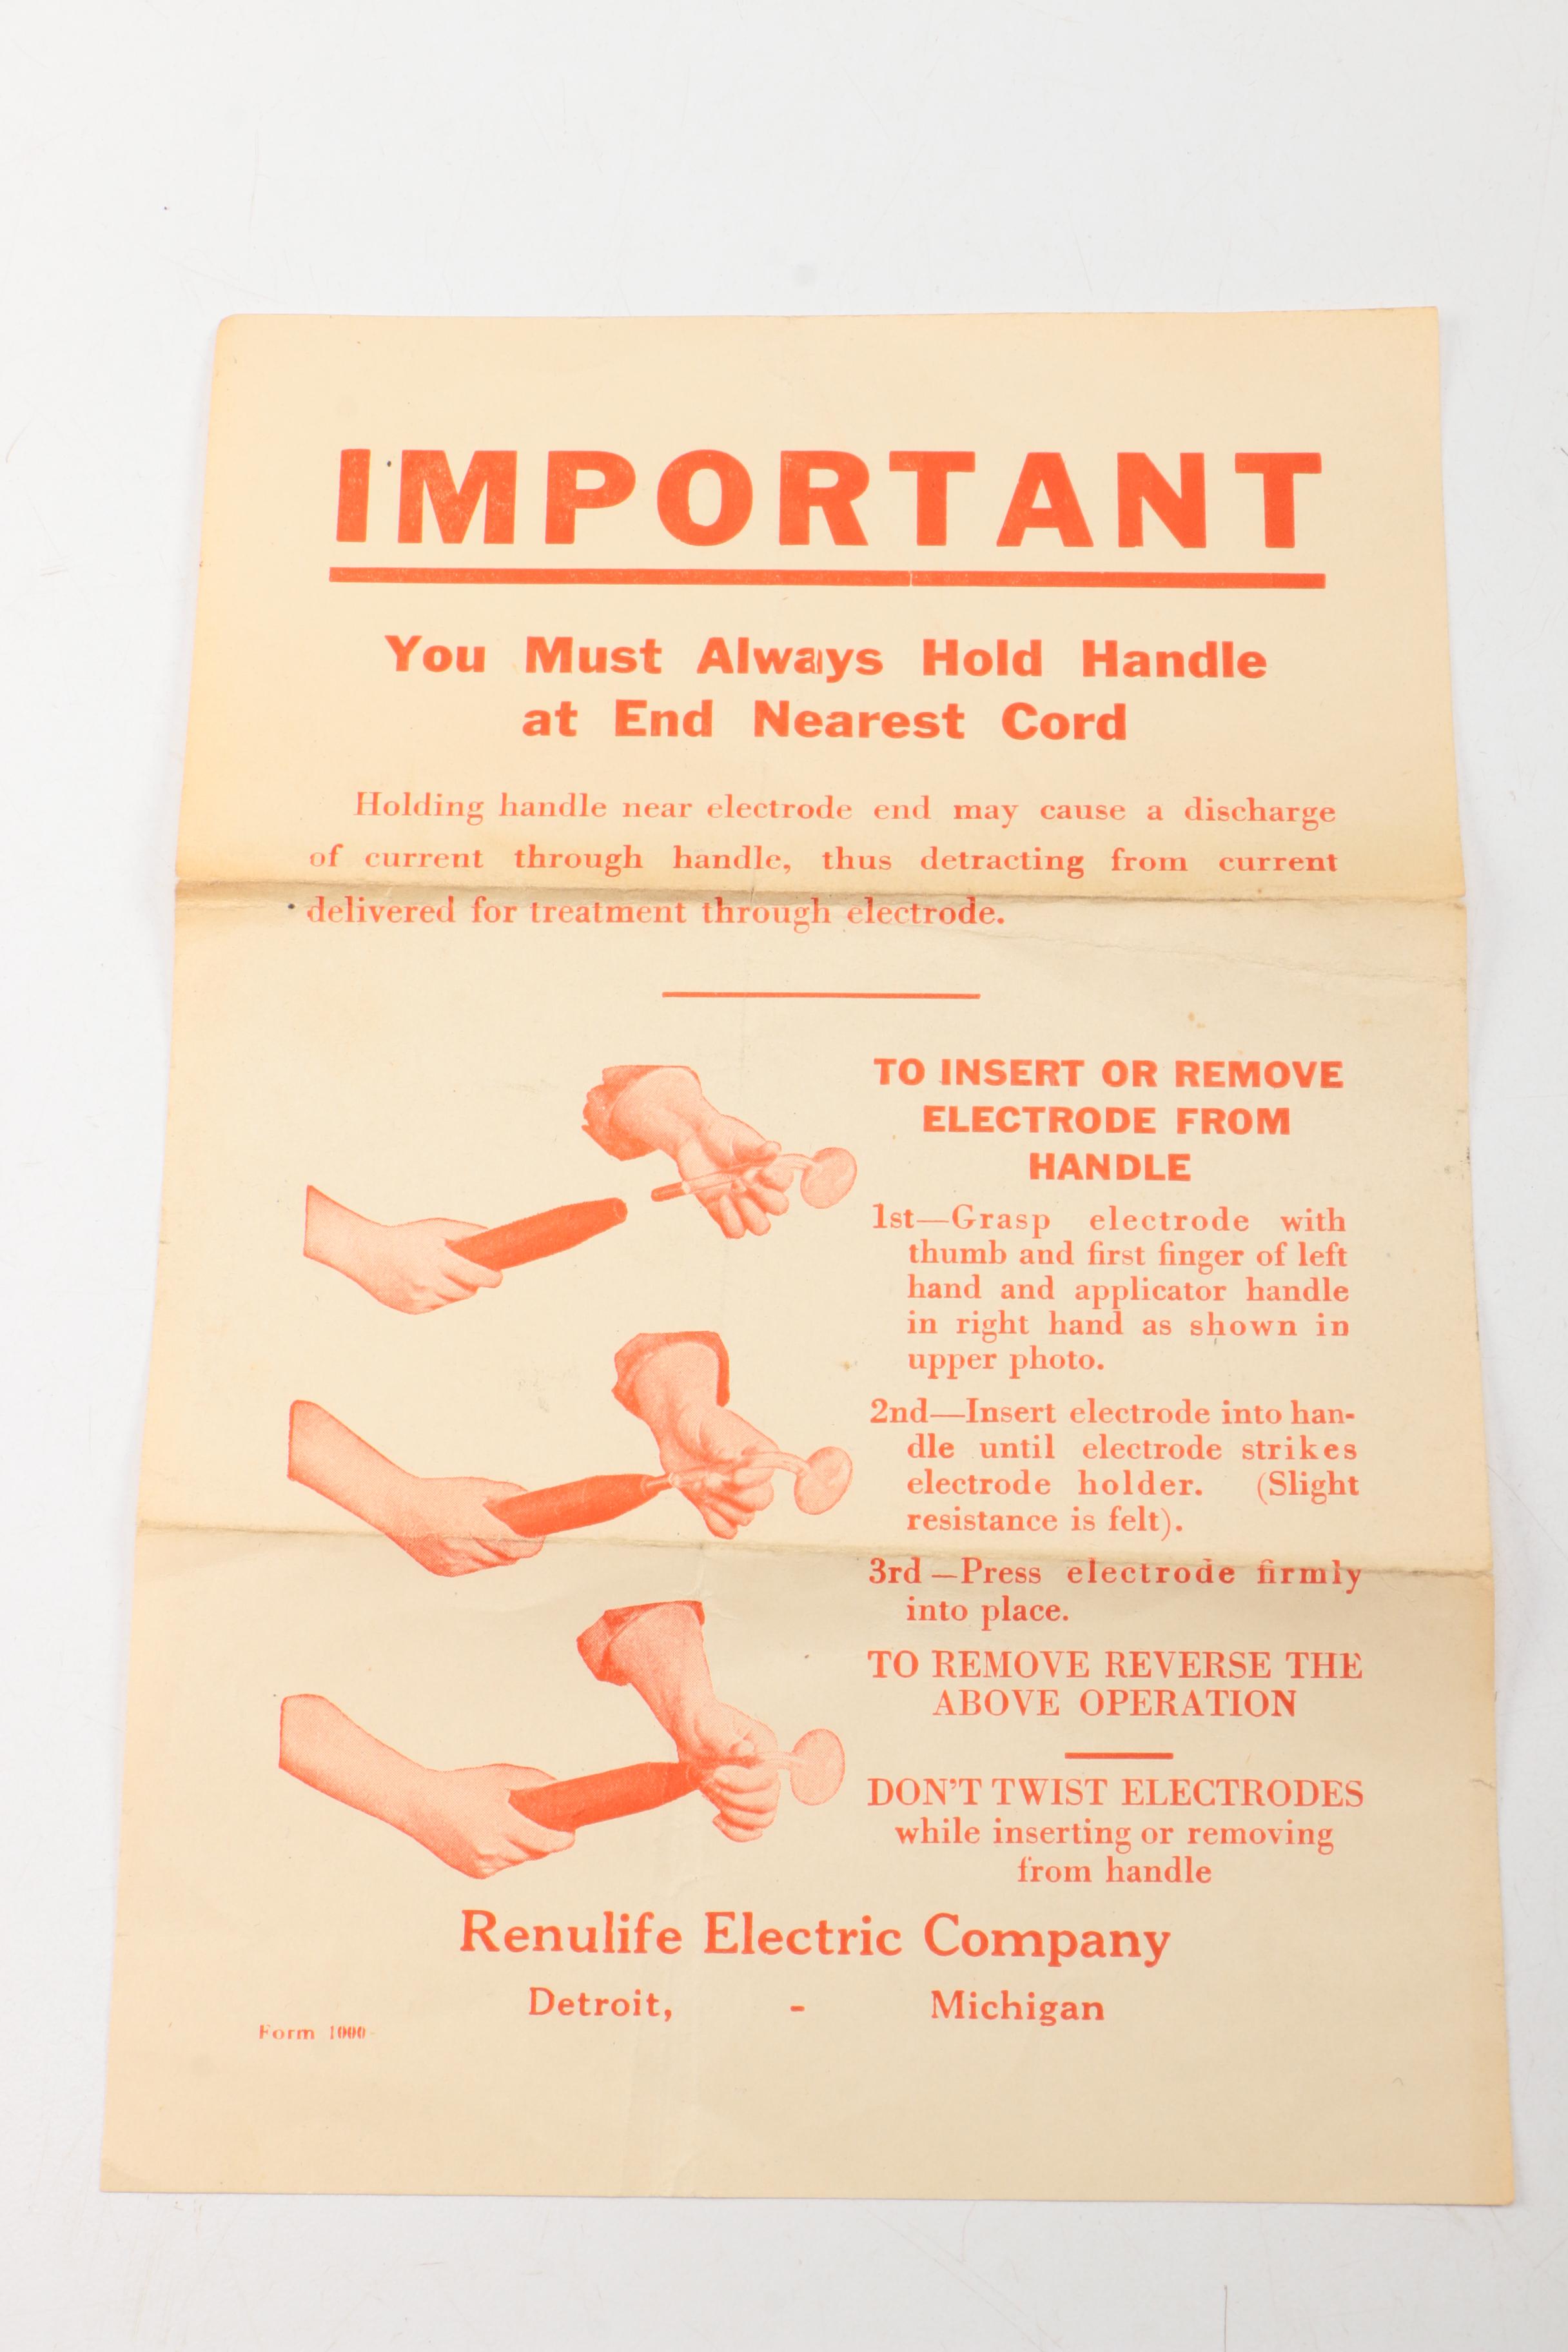 IMPORTANT
You Must Always Hold Handle
at End Nearest Cord
Holding handle near electrode end may cause a discharge
of current through handle, thus detracting from current
delivered for treatment through electrode.
TO INSERT OR REMOVE
ELECTRODE FROM
HANDLE
1st—Grasp electrode with
thumb and first finger of left
hand and applicator handle
in right hand as shown in
upper photo.
2nd—Insert electrode into han-
dle until electrode strikes
electrode holder. (Slight
resistance is felt).
3rd—Press electrode firmly
into place.
TO REMOVE REVERSE THE
ABOVE OPERATION
DON'T TWIST ELECTRODES
while inserting or removing
from handle
Renulife Electric Company
Detroit, - Michigan
Form 1000